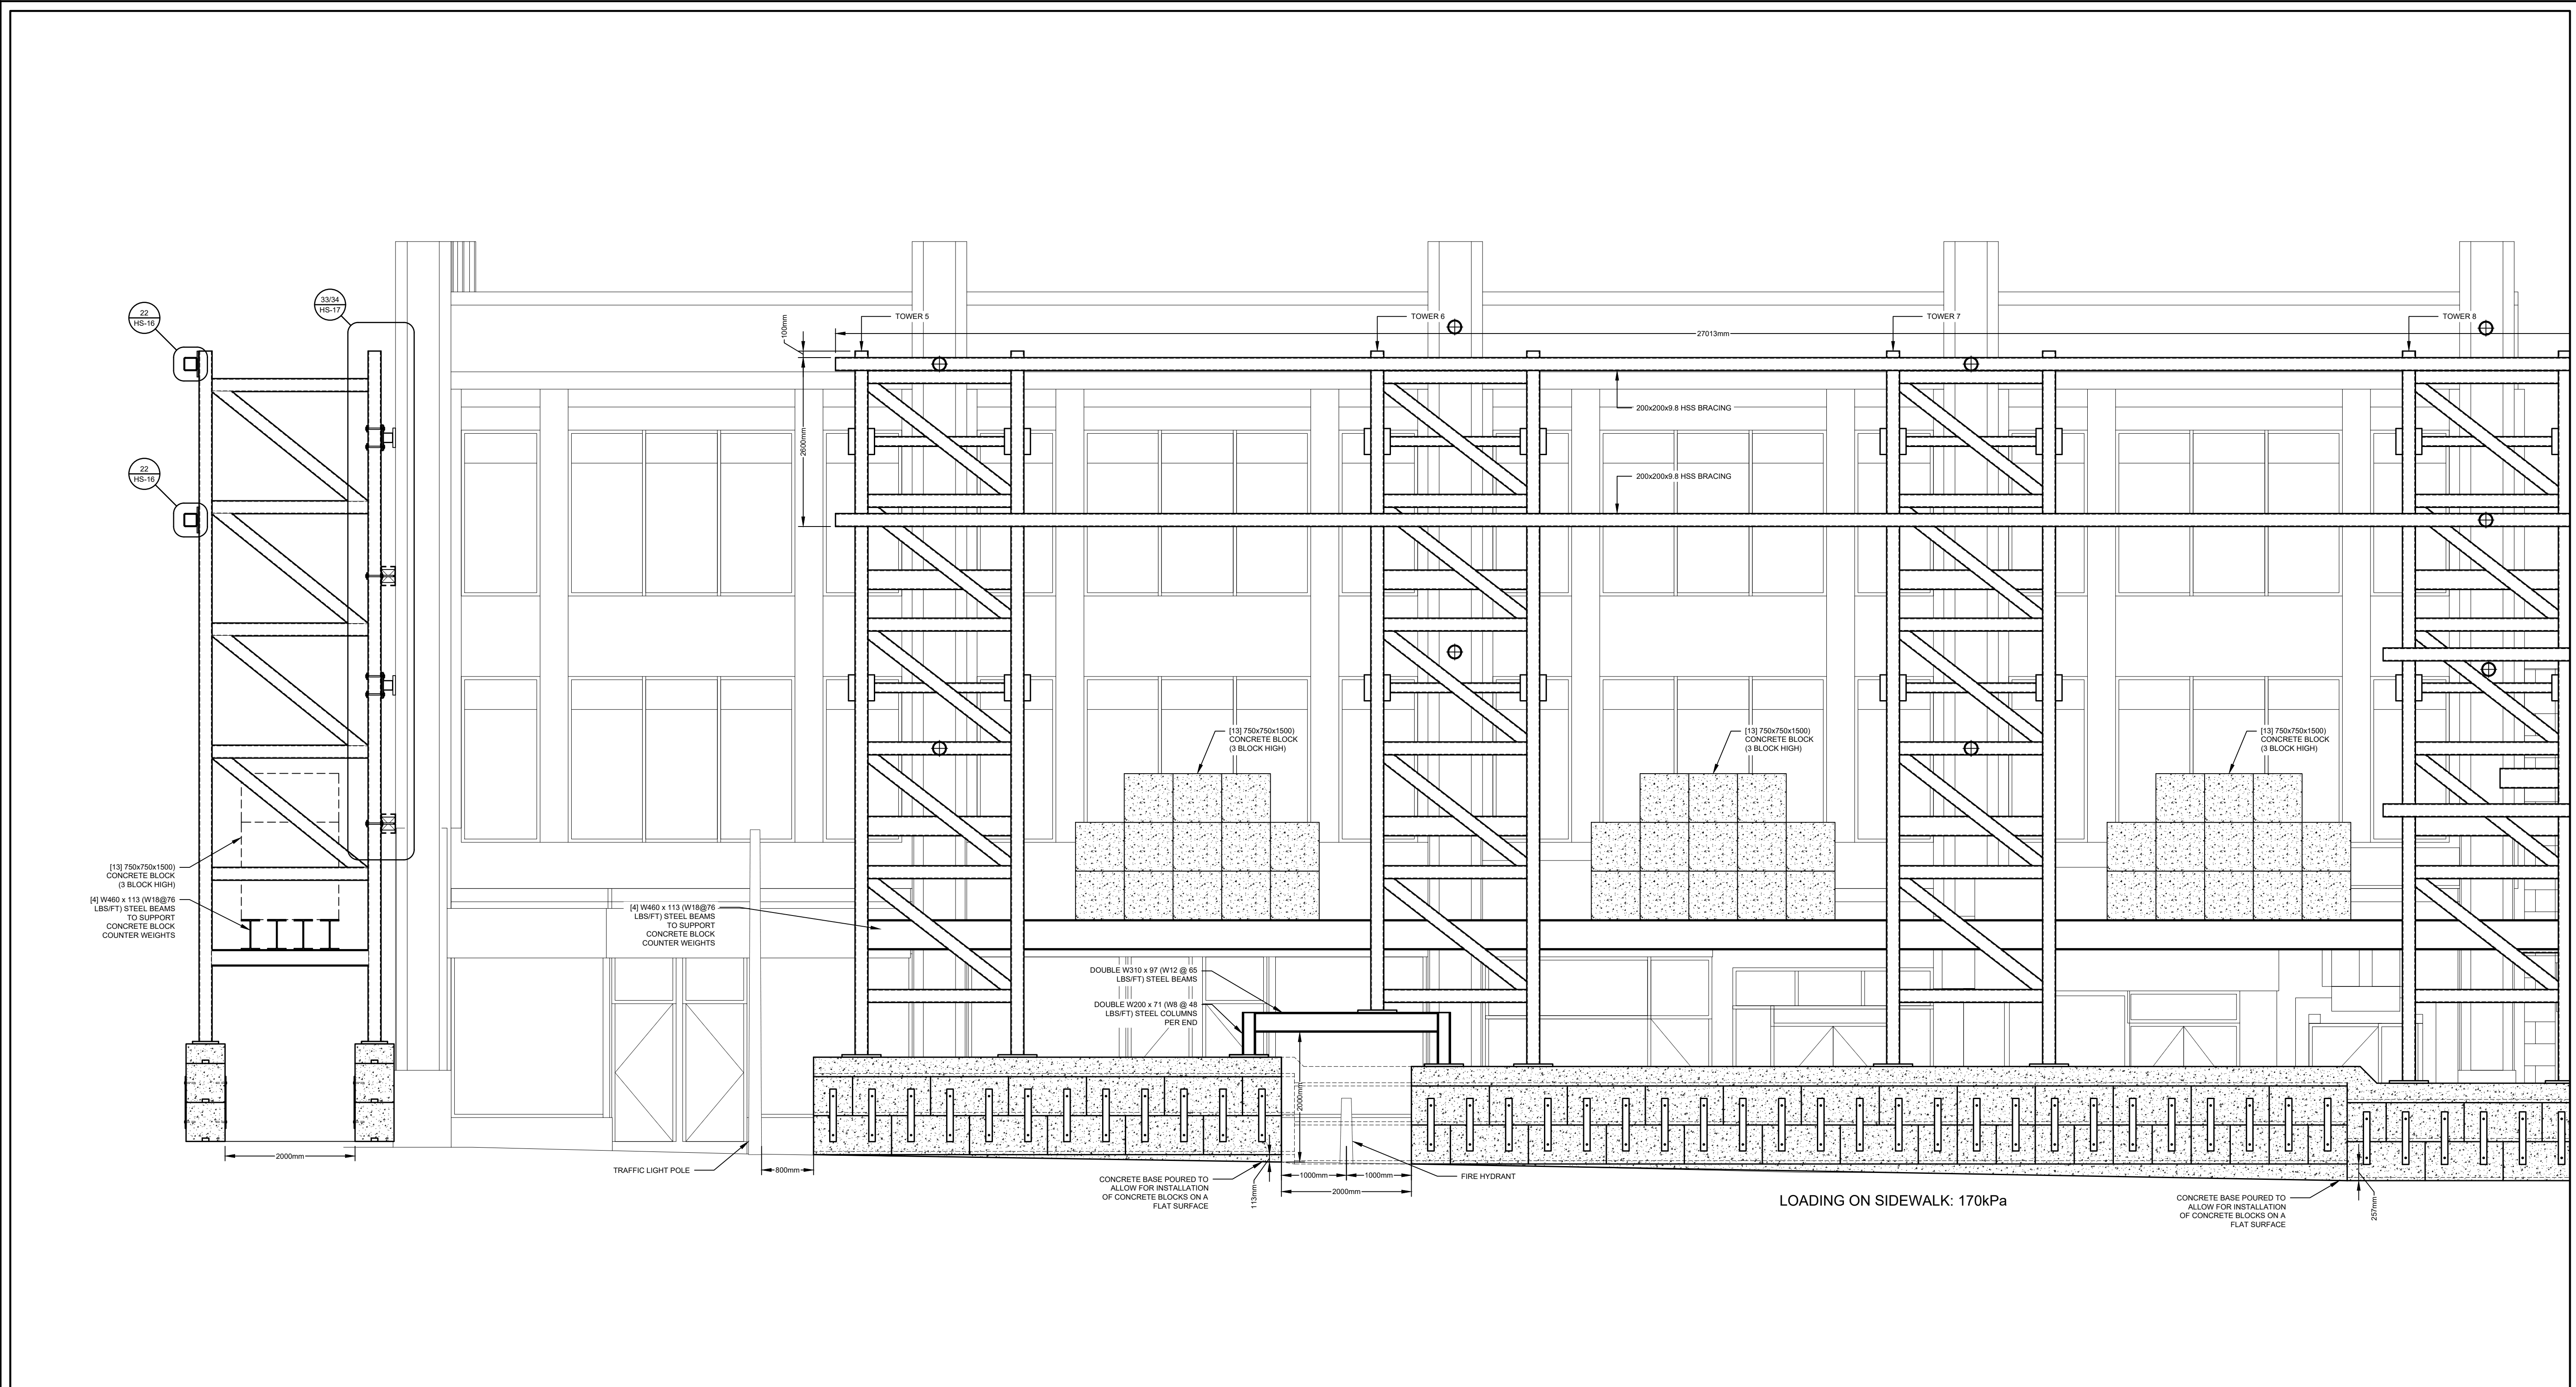 33/34
HS-17
22
HS-16
100mm
TOWER 5
TOWER 6
TOWER 7
TOWER 8
27013mm
200x200x9.8 HSS BRACING
2600mm
22
HS-16
200x200x9.8 HSS BRACING
[13] 750x750x1500)
CONCRETE BLOCK
(3 BLOCK HIGH)
[13] 750x750x1500)
CONCRETE BLOCK
(3 BLOCK HIGH)
[13] 750x750x1500)
CONCRETE BLOCK
(3 BLOCK HIGH)
[13] 750x750x1500)
CONCRETE BLOCK
(3 BLOCK HIGH)
[4] W460 x 113 (W18@76
LBS/FT) STEEL BEAMS
TO SUPPORT
CONCRETE BLOCK
COUNTER WEIGHTS
[4] W460 x 113 (W18@76
LBS/FT) STEEL BEAMS
TO SUPPORT
CONCRETE BLOCK
COUNTER WEIGHTS
DOUBLE W310 x 97 (W12 @ 65
LBS/FT) STEEL BEAMS
DOUBLE W200 x 71 (W8 @ 48
LBS/FT) STEEL COLUMNS
PER END
2000mm
2000mm
TRAFFIC LIGHT POLE
800mm
CONCRETE BASE POURED TO
ALLOW FOR INSTALLATION
OF CONCRETE BLOCKS ON A
FLAT SURFACE
113mm
1000mm
1000mm
2000mm
FIRE HYDRANT
LOADING ON SIDEWALK: 170kPa
CONCRETE BASE POURED TO
ALLOW FOR INSTALLATION
OF CONCRETE BLOCKS ON A
FLAT SURFACE
257mm